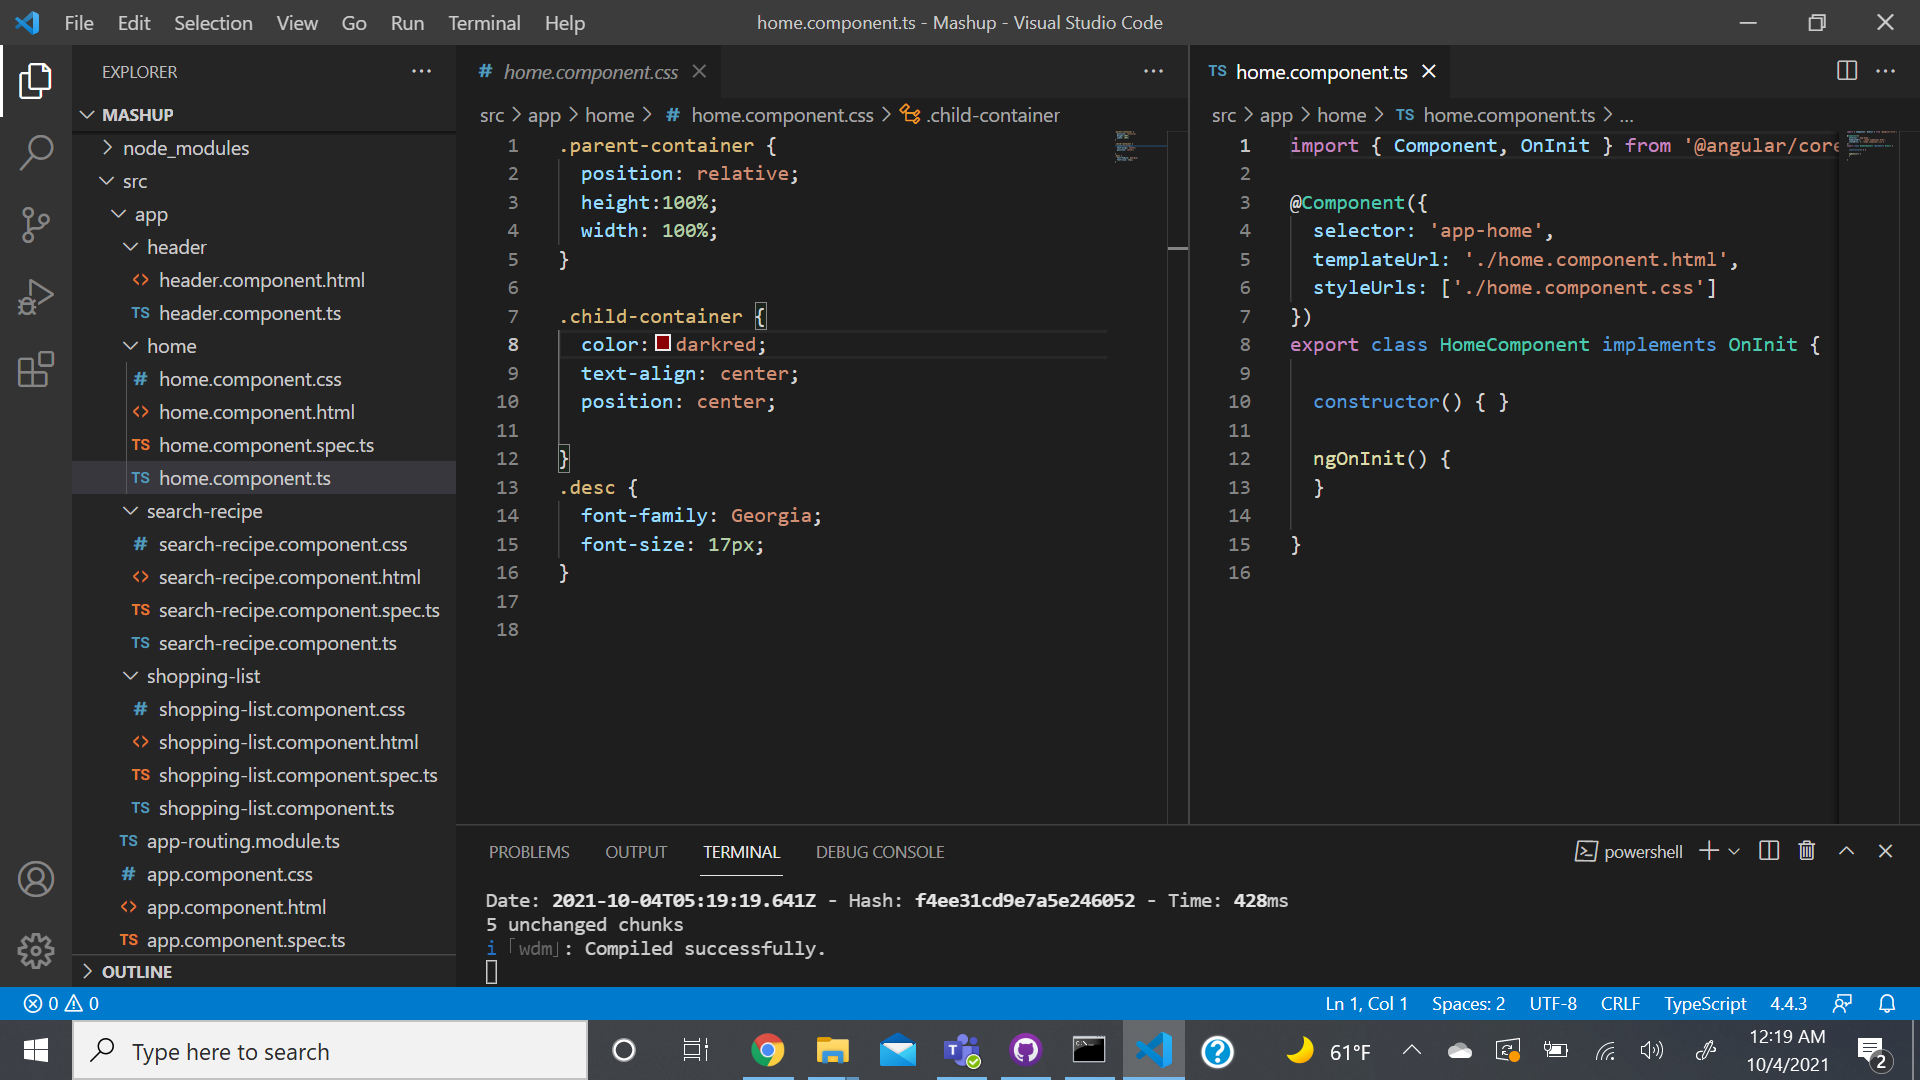 File Edit Selection View Go Run Terminal Help
home.component.ts - Mashup - Visual Studio Code
EXPLORER
MASHUP
node_modules
src
app
header
header.component.html
TS header.component.ts
home
# home.component.css
home.component.html
TS home.component.spec.ts
TS home.component.ts
search-recipe
# search-recipe.component.css
search-recipe.component.html
TS search-recipe.component.spec.ts
TS search-recipe.component.ts
shopping-list
# shopping-list.component.css
shopping-list.component.html
TS shopping-list.component.spec.ts
TS shopping-list.component.ts
TS app-routing.module.ts
# app.component.css
app.component.html
TS app.component.spec.ts
OUTLINE
# home.component.css
src > app > home > # home.component.css > .child-container
1 .parent-container {
2 position: relative;
3 height:100%;
4 width: 100%;
5 }
6
7 .child-container {
8 color: darkred;
9 text-align: center;
10 position: center;
11
12 }
13 .desc {
14 font-family: Georgia;
15 font-size: 17px;
16 }
17
18
TS home.component.ts
src > app > home > TS home.component.ts > ...
1 import { Component, OnInit } from '@angular/core
2
3 @Component({
4 selector: 'app-home',
5 templateUrl: './home.component.html',
6 styleUrls: ['./home.component.css']
7 })
8 export class HomeComponent implements OnInit {
9
10 constructor() { }
11
12 ngOnInit() {
13 }
14
15 }
16
PROBLEMS OUTPUT TERMINAL DEBUG CONSOLE
powershell
Date: 2021-10-04T05:19:19.641Z - Hash: f4ee31cd9e7a5e246052 - Time: 428ms
5 unchanged chunks
i ｢wdm｣: Compiled successfully.
0 0
Ln 1, Col 1 Spaces: 2 UTF-8 CRLF TypeScript 4.4.3
Type here to search
61°F
12:19 AM
10/4/2021
2